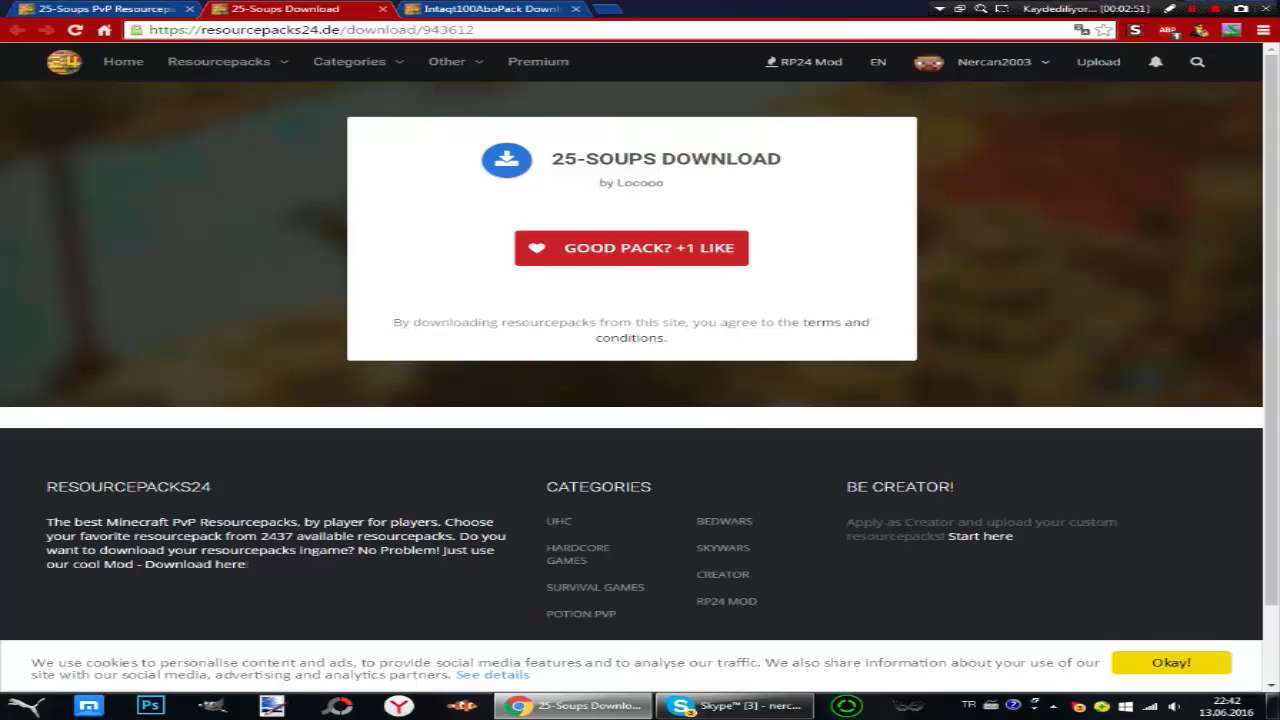 25-Soups PvP Resourcepa
25-Soups Download
Intaqt100AboPack Downl
Kaydediliyor... [00:02:51]
https://resourcepacks24.de/download/943612
S
ABP
24
Home
Resourcepacks
Categories
Other
Premium
RP24 Mod
EN
Nercan2003
Upload
25-SOUPS DOWNLOAD
by Locooo
GOOD PACK? +1 LIKE
By downloading resourcepacks from this site, you agree to the terms and
conditions.
RESOURCEPACKS24
The best Minecraft PvP Resourcepacks, by player for players. Choose
your favorite resourcepack from 2437 available resourcepacks. Do you
want to download your resourcepacks ingame? No Problem! Just use
our cool Mod - Download here
CATEGORIES
UHC
HARDCORE
GAMES
SURVIVAL GAMES
POTION PVP
BEDWARS
SKYWARS
CREATOR
RP24 MOD
BE CREATOR!
Apply as Creator and upload your custom
resourcepacks! Start here
We use cookies to personalise content and ads, to provide social media features and to analyse our traffic. We also share information about your use of our
site with our social media, advertising and analytics partners. See details
Okay!
Ps
25-Soups Downlo...
Skype™ [3] - nerc...
TR
22:42
13.06.2016